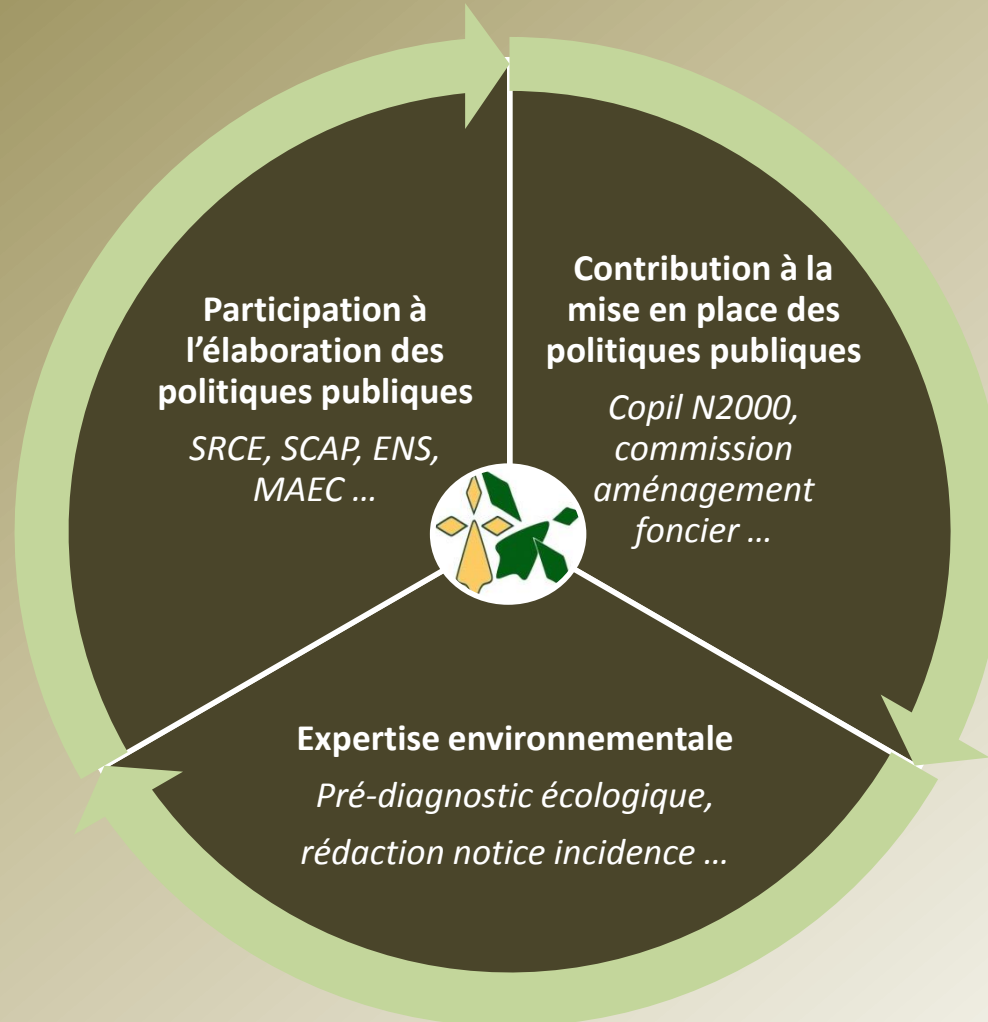 Participation à
l’élaboration des
politiques publiques
SRCE, SCAP, ENS,
MAEC …
Contribution à la
mise en place des
politiques publiques
Copil N2000,
commission
aménagement
foncier …
Expertise environnementale
Pré-diagnostic écologique,
rédaction notice incidence …